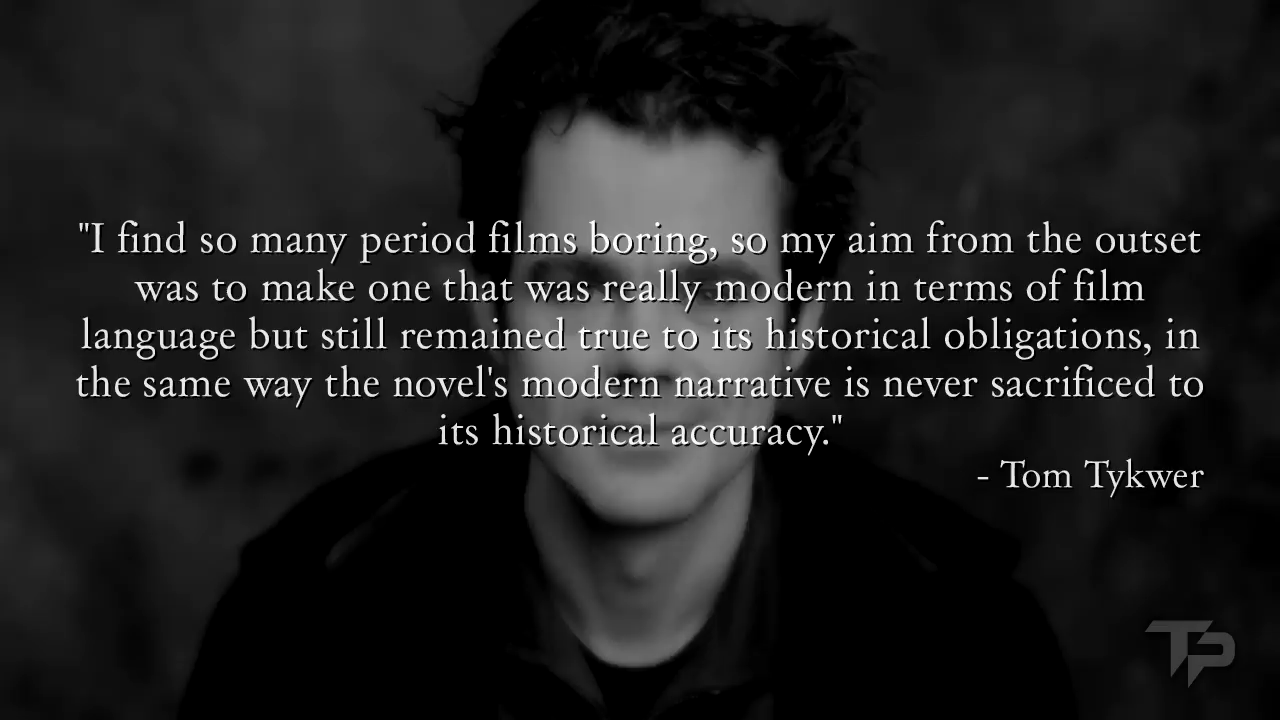 "I find so many period films boring, so my aim from the outset
was to make one that was really modern in terms of film
language but still remained true to its historical obligations, in
the same way the novel's modern narrative is never sacrificed to
its historical accuracy."
- Tom Tykwer
TP